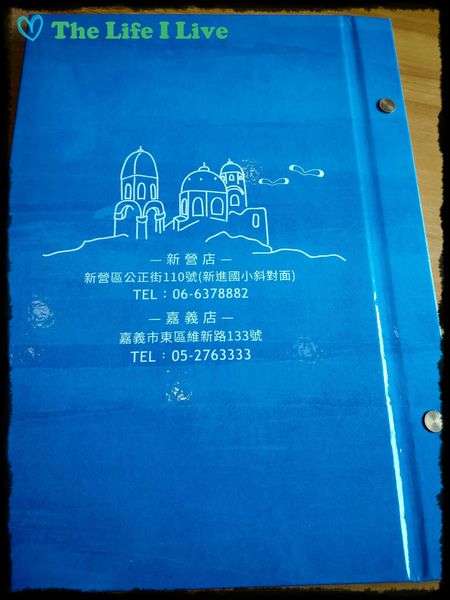 The Life I Live
— 新營店 —
新營區公正街110號(新進國小斜對面)
TEL：06-6378882
— 嘉義店 —
嘉義市東區維新路133號
TEL：05-2763333